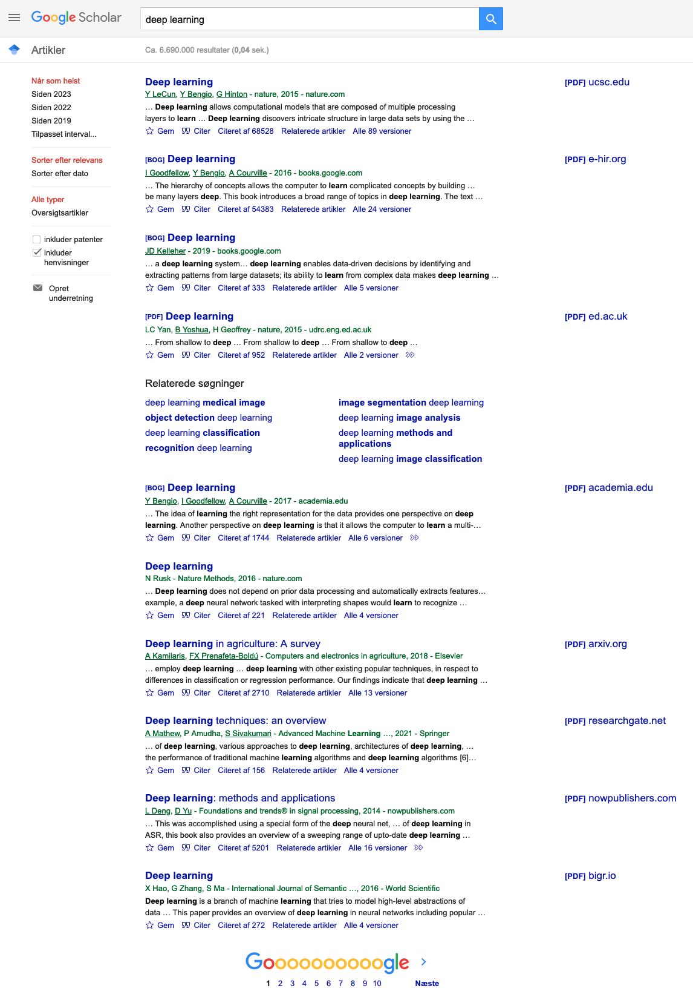 Google Scholar
deep learning
Artikler
Ca. 6.690.000 resultater (0,04 sek.)
Når som helst
Siden 2023
Siden 2022
Siden 2019
Tilpasset interval...
Sorter efter relevans
Sorter efter dato
Alle typer
Oversigtsartikler
inkluder patenter
inkluder
henvisninger
Opret
underretning
Deep learning
[PDF] ucsc.edu
Y LeCun, Y Bengio, G Hinton - nature, 2015 - nature.com
… Deep learning allows computational models that are composed of multiple processing
layers to learn … Deep learning discovers intricate structure in large data sets by using the …
Gem Citer Citeret af 68528 Relaterede artikler Alle 89 versioner
[BOG] Deep learning
[PDF] e-hir.org
I Goodfellow, Y Bengio, A Courville - 2016 - books.google.com
… The hierarchy of concepts allows the computer to learn complicated concepts by building …
be many layers deep. This book introduces a broad range of topics in deep learning. The text …
Gem Citer Citeret af 54383 Relaterede artikler Alle 24 versioner
[BOG] Deep learning
JD Kelleher - 2019 - books.google.com
… a deep learning system… deep learning enables data-driven decisions by identifying and
extracting patterns from large datasets; its ability to learn from complex data makes deep learning …
Gem Citer Citeret af 333 Relaterede artikler Alle 5 versioner
[PDF] Deep learning
[PDF] ed.ac.uk
LC Yan, B Yoshua, H Geoffrey - nature, 2015 - udrc.eng.ed.ac.uk
… From shallow to deep … From shallow to deep … From shallow to deep …
Gem Citer Citeret af 952 Relaterede artikler Alle 2 versioner
Relaterede søgninger
deep learning medical image
object detection deep learning
deep learning classification
recognition deep learning
image segmentation deep learning
deep learning image analysis
deep learning methods and
applications
deep learning image classification
[BOG] Deep learning
[PDF] academia.edu
Y Bengio, I Goodfellow, A Courville - 2017 - academia.edu
… The idea of learning the right representation for the data provides one perspective on deep
learning. Another perspective on deep learning is that it allows the computer to learn a multi-…
Gem Citer Citeret af 1744 Relaterede artikler Alle 6 versioner
Deep learning
N Rusk - Nature Methods, 2016 - nature.com
… Deep learning does not depend on prior data processing and automatically extracts features…
example, a deep neural network tasked with interpreting shapes would learn to recognize …
Gem Citer Citeret af 221 Relaterede artikler Alle 4 versioner
Deep learning in agriculture: A survey
[PDF] arxiv.org
A Kamilaris, FX Prenafeta-Boldú - Computers and electronics in agriculture, 2018 - Elsevier
… employ deep learning … deep learning with other existing popular techniques, in respect to
differences in classification or regression performance. Our findings indicate that deep learning …
Gem Citer Citeret af 2710 Relaterede artikler Alle 13 versioner
Deep learning techniques: an overview
[PDF] researchgate.net
A Mathew, P Amudha, S Sivakumari - Advanced Machine Learning …, 2021 - Springer
… of deep learning, various approaches to deep learning, architectures of deep learning, …
the performance of traditional machine learning algorithms and deep learning algorithms [6]…
Gem Citer Citeret af 156 Relaterede artikler Alle 4 versioner
Deep learning: methods and applications
[PDF] nowpublishers.com
L Deng, D Yu - Foundations and trends® in signal processing, 2014 - nowpublishers.com
… This was accomplished using a special form of the deep neural net, … of deep learning in
ASR, this book also provides an overview of a sweeping range of upto-date deep learning …
Gem Citer Citeret af 5201 Relaterede artikler Alle 16 versioner
Deep learning
[PDF] bigr.io
X Hao, G Zhang, S Ma - International Journal of Semantic …, 2016 - World Scientific
Deep learning is a branch of machine learning that tries to model high-level abstractions of
data … This paper provides an overview of deep learning in neural networks including popular …
Gem Citer Citeret af 272 Relaterede artikler Alle 4 versioner
Goooooooooogle
1 2 3 4 5 6 7 8 9 10 Næste